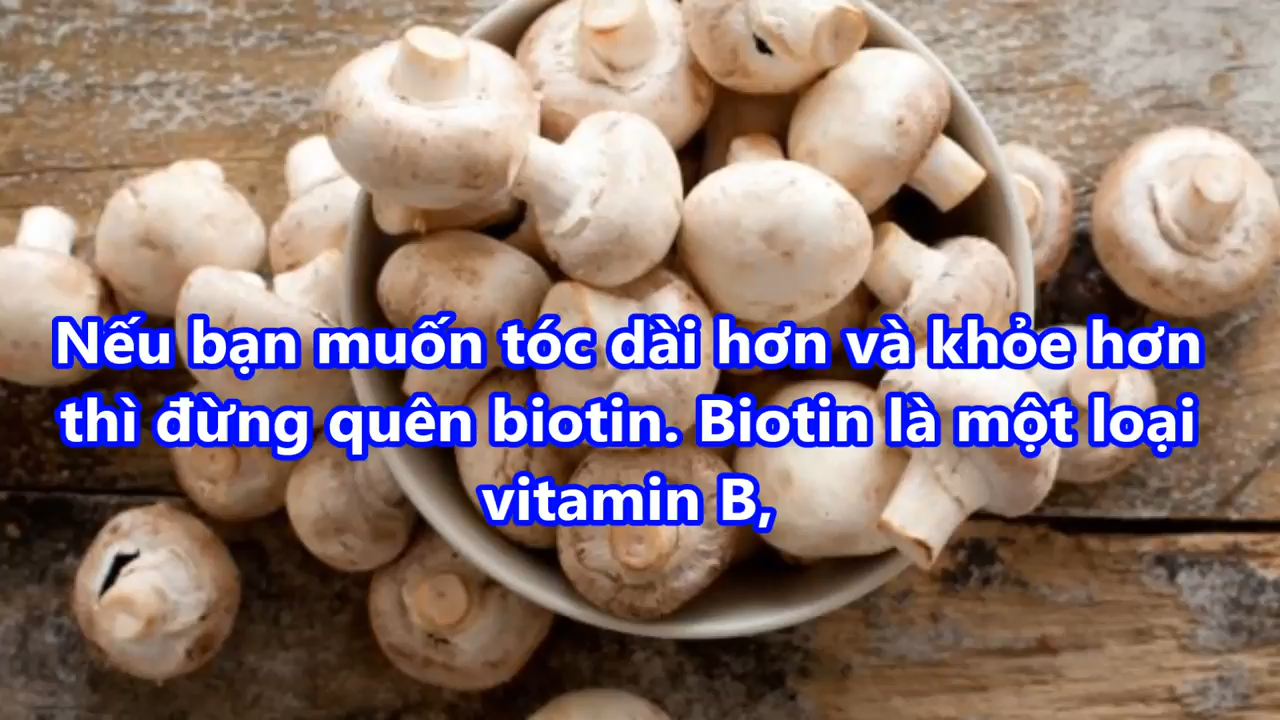 Nếu bạn muốn tóc dài hơn và khỏe hơn
thì đừng quên biotin. Biotin là một loại
vitamin B,